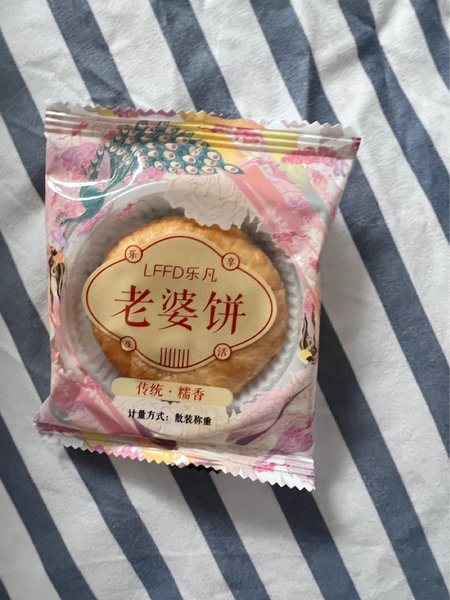 乐 享
LFFD乐凡
老婆饼
生 活
传统·糯香
计量方式：散装称重